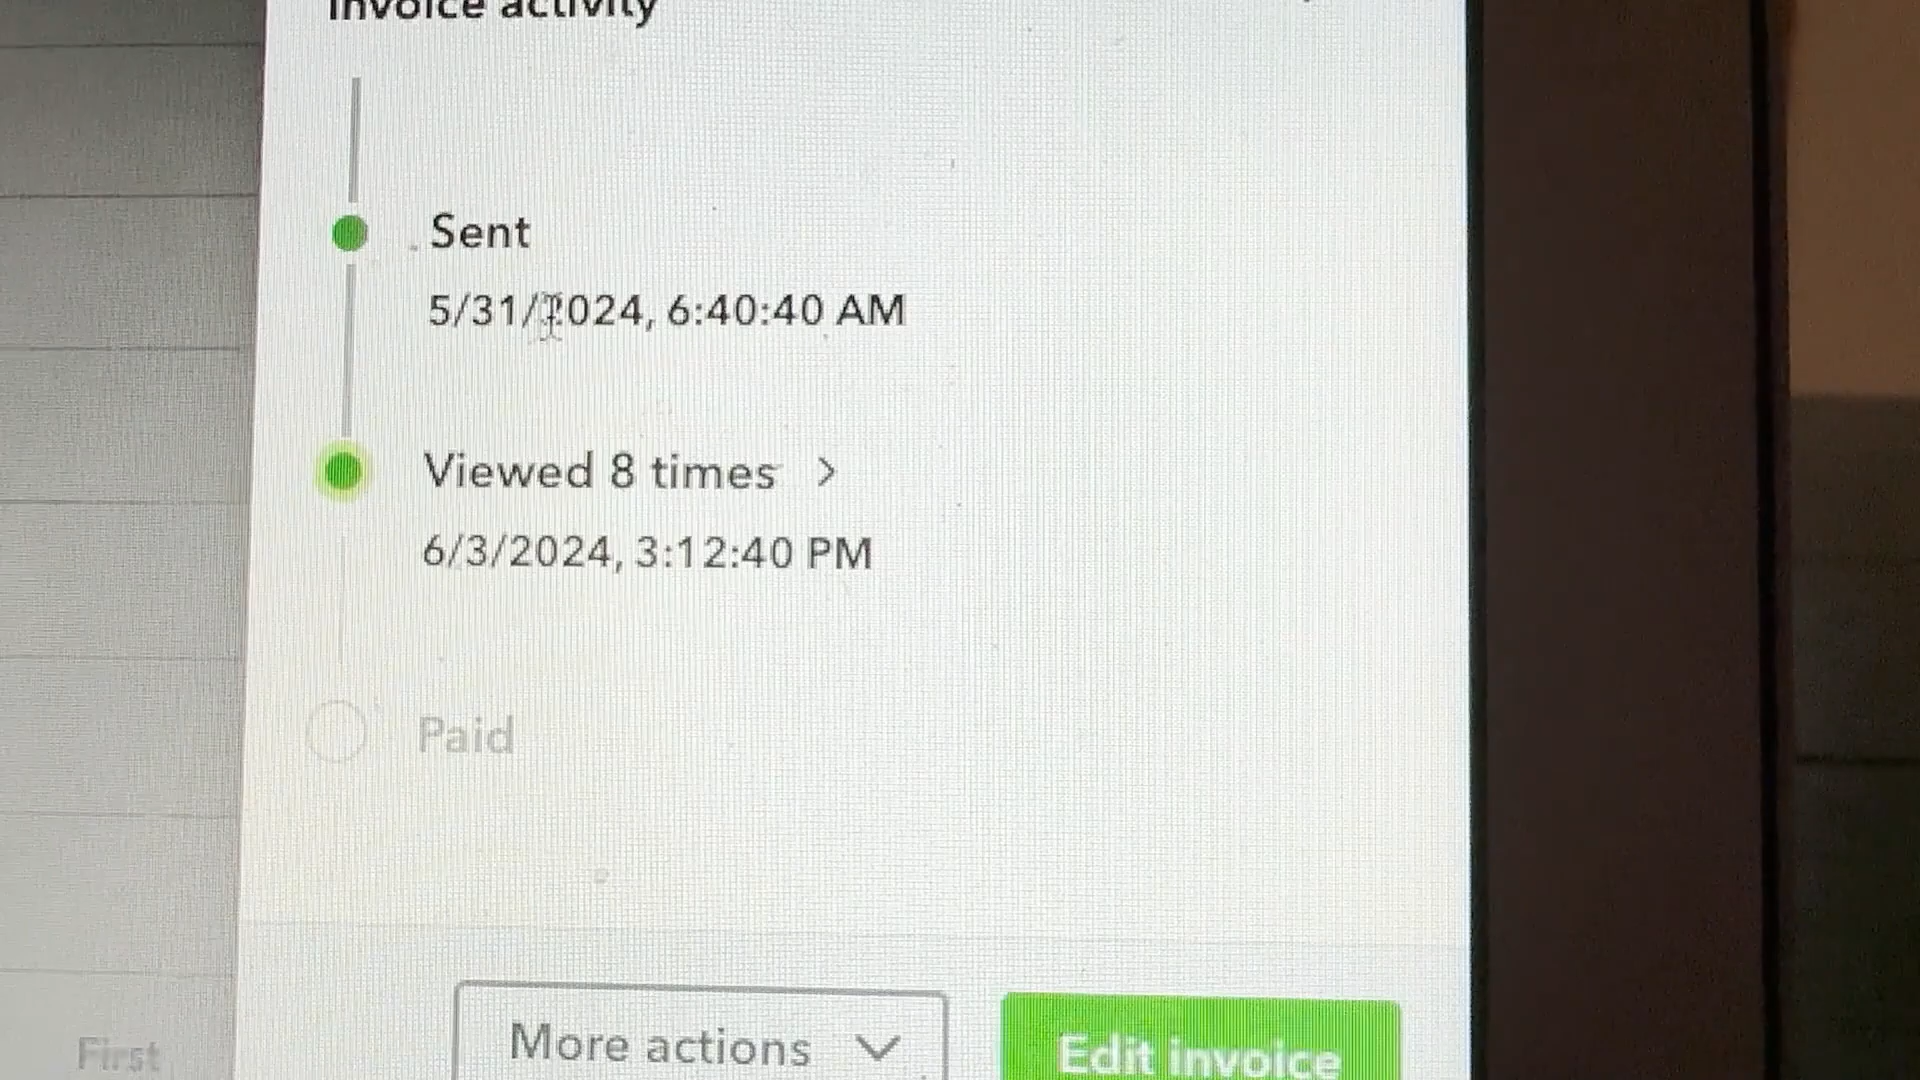 Invoice activity
Sent
5/31/2024, 6:40:40 AM
Viewed 8 times >
6/3/2024, 3:12:40 PM
Paid
More actions
Edit invoice
First